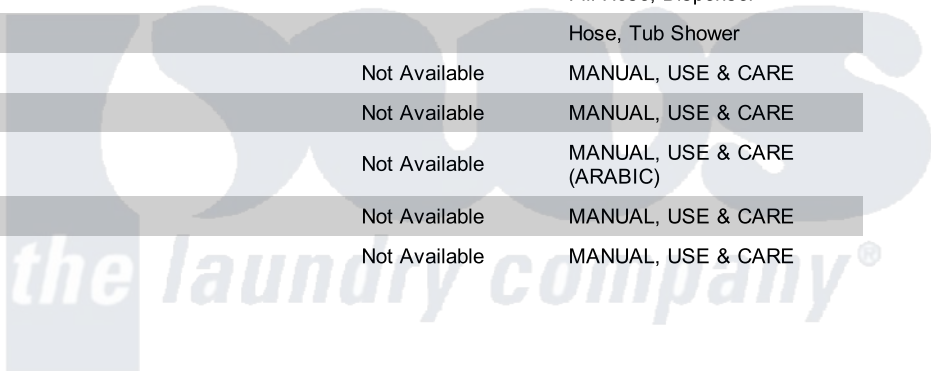 Hose, Tub Shower
Not Available MANUAL, USE & CARE
Not Available MANUAL, USE & CARE
Not Available MANUAL, USE & CARE
(ARABIC)
Not Available MANUAL, USE & CARE
Not Available MANUAL, USE & CARE
the laundry company®